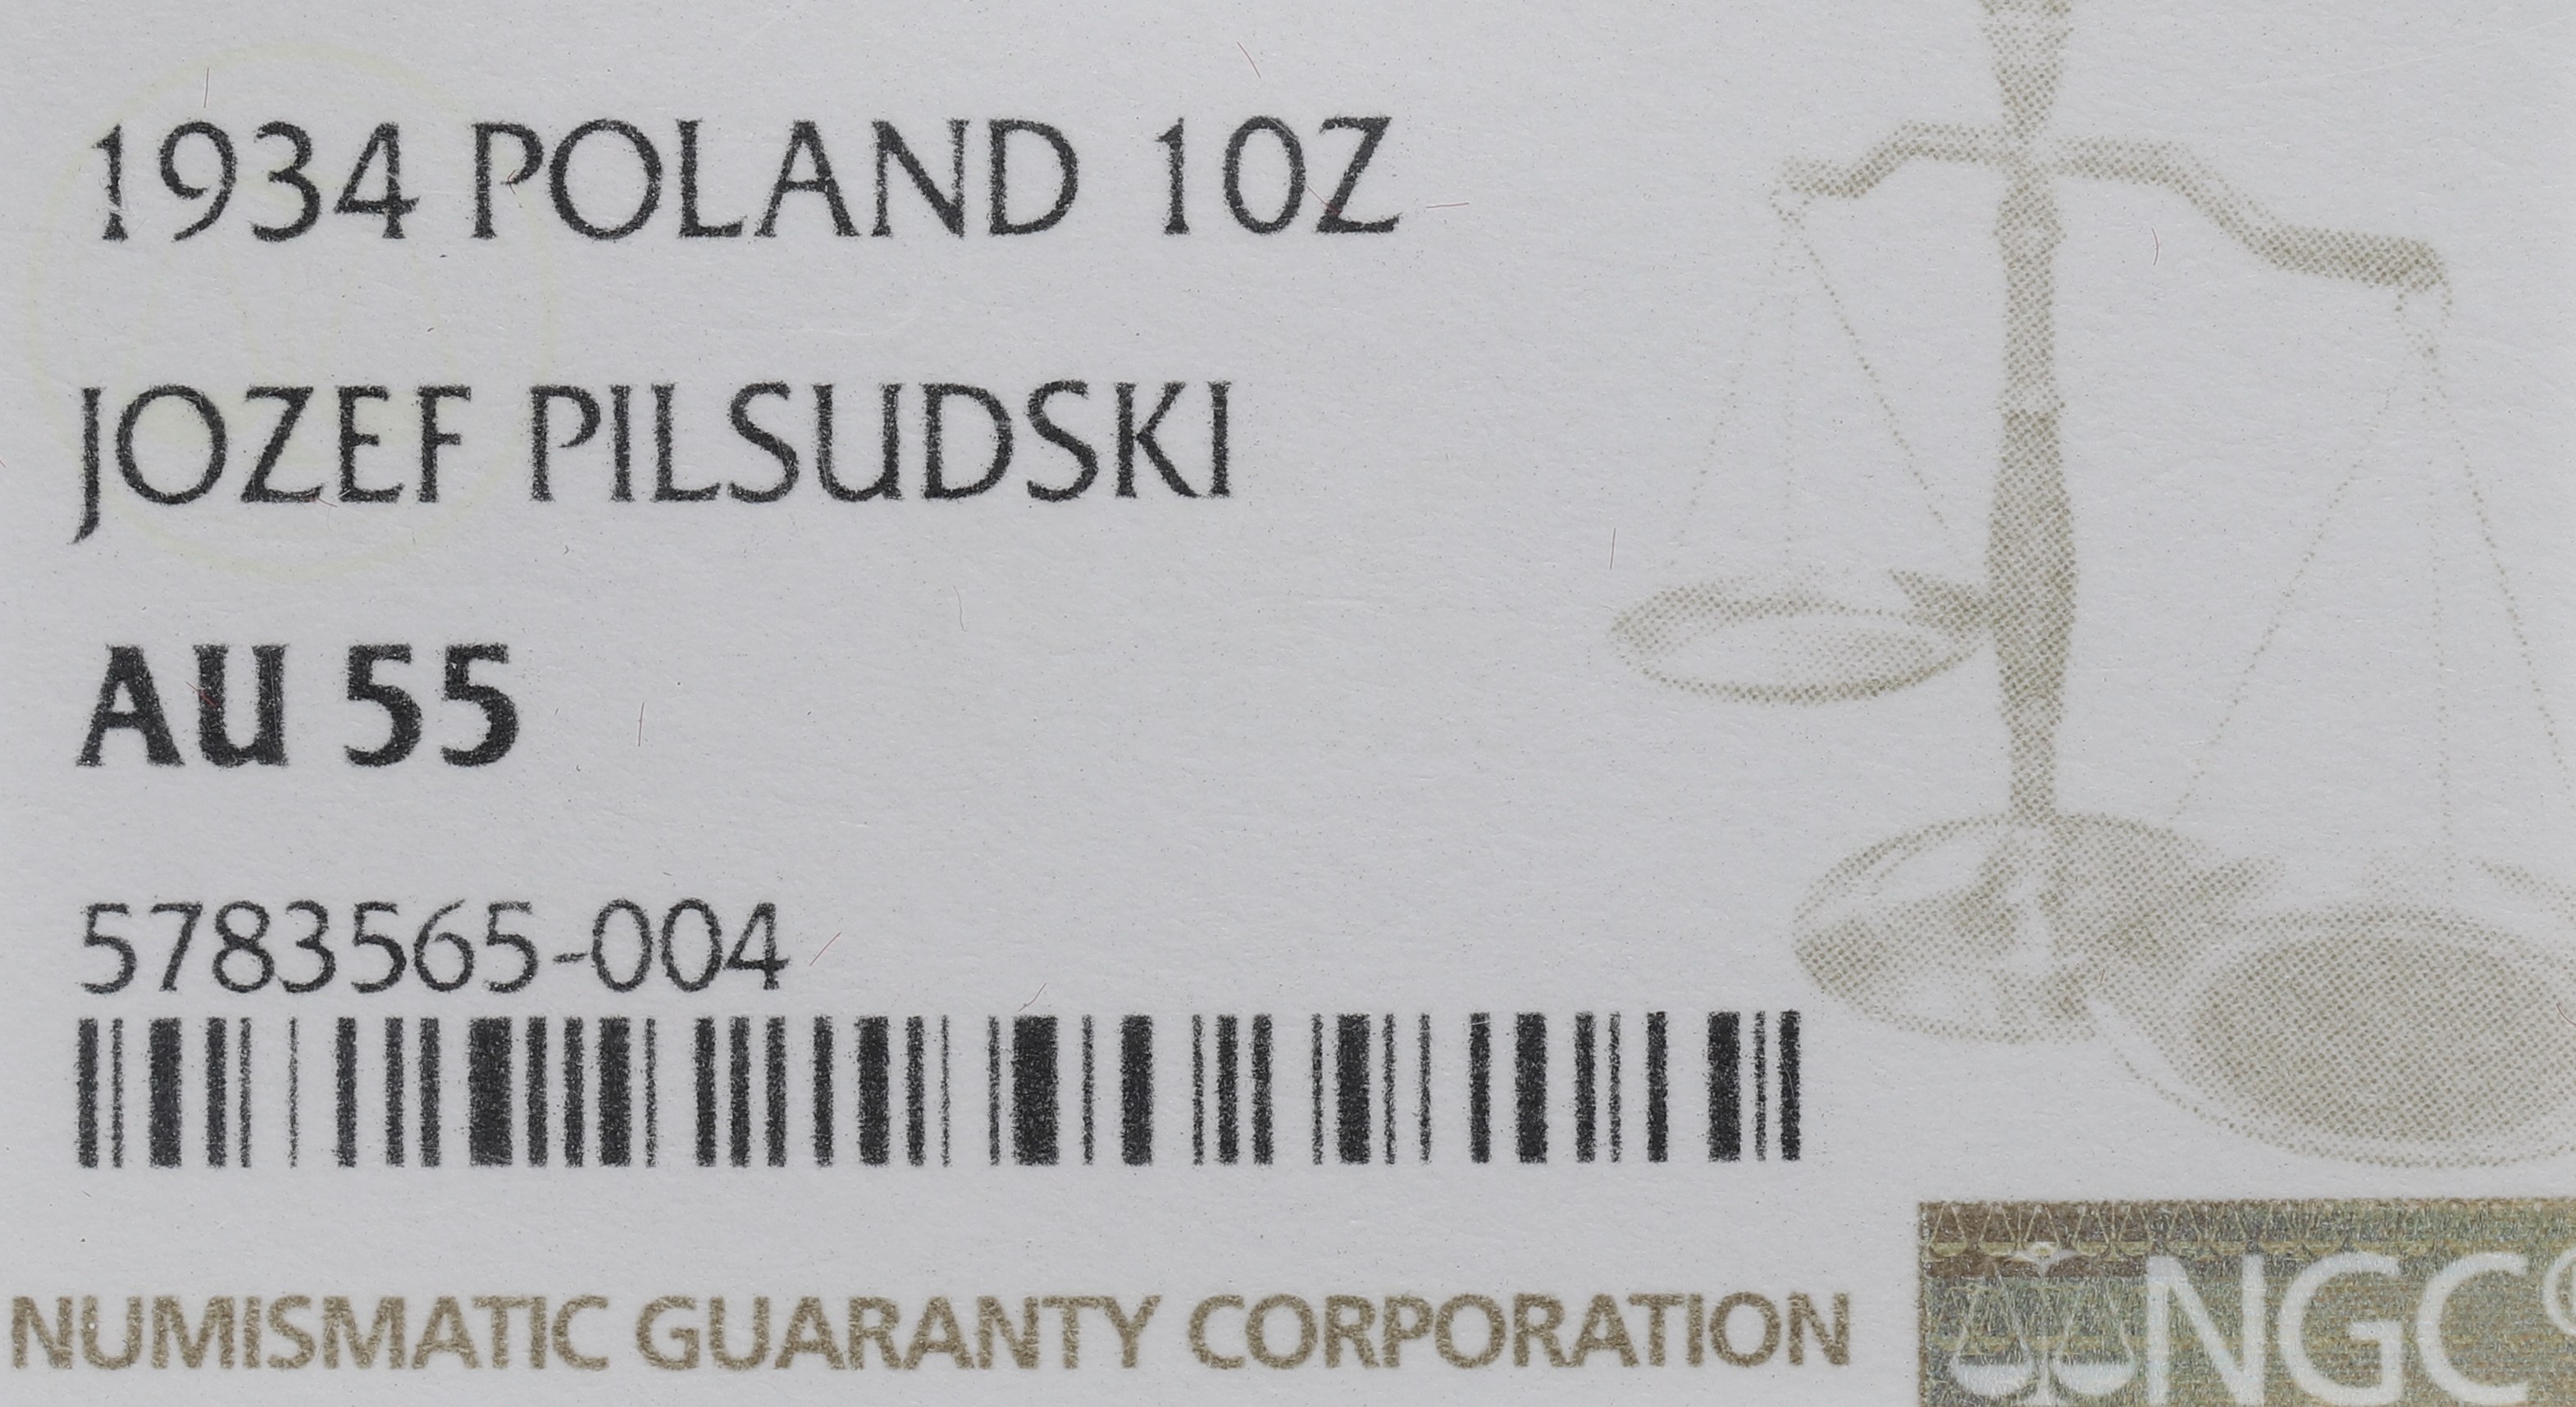 1934 POLAND 10Z
JOZEF PILSUDSKI
AU 55
5783565-004
NUMISMATIC GUARANTY CORPORATION
NGC